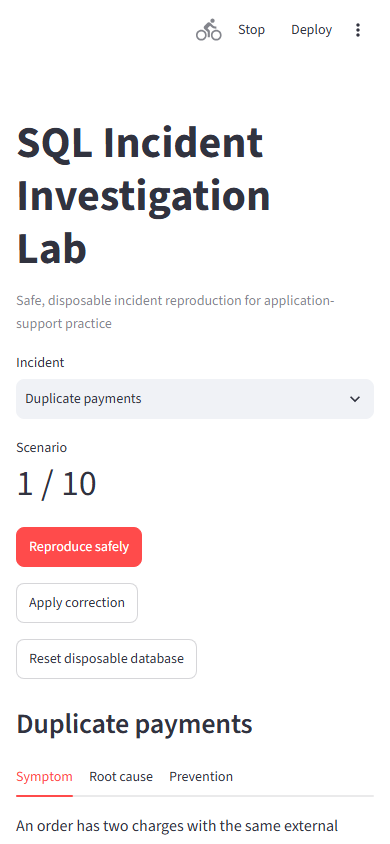 Stop Deploy
SQL Incident
Investigation
Lab
Safe, disposable incident reproduction for application-
support practice
Incident
Duplicate payments
Scenario
1 / 10
Reproduce safely
Apply correction
Reset disposable database
Duplicate payments
Symptom Root cause Prevention
An order has two charges with the same external